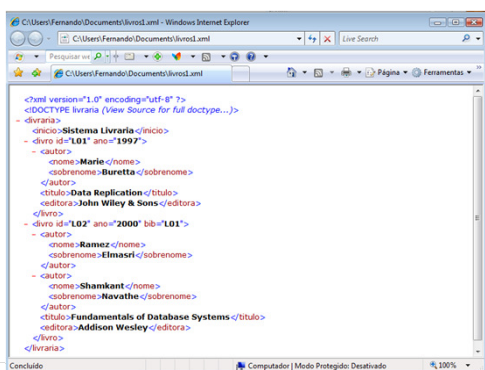 C:\Users\Fernando\Documents\livros1.xml - Windows Internet Explorer
C:\Users\Fernando\Documents\livros1.xml
Live Search
Pesquisar we
C:\Users\Fernando\Documents\livros1.xml
Página
Ferramentas
<?xml version="1.0" encoding="utf-8" ?>
<!DOCTYPE livraria (View Source for full doctype...)>
- <livraria>
<inicio>Sistema Livraria</inicio>
- <livro id="L01" ano="1997">
- <autor>
<nome>Marie</nome>
<sobrenome>Buretta</sobrenome>
</autor>
<titulo>Data Replication</titulo>
<editora>John Wiley & Sons</editora>
</livro>
- <livro id="L02" ano="2000" bib="L01">
- <autor>
<nome>Ramez</nome>
<sobrenome>Elmasri</sobrenome>
</autor>
- <autor>
<nome>Shamkant</nome>
<sobrenome>Navathe</sobrenome>
</autor>
<titulo>Fundamentals of Database Systems</titulo>
<editora>Addison Wesley</editora>
</livro>
</livraria>
Concluído
Computador | Modo Protegido: Desativado
100%